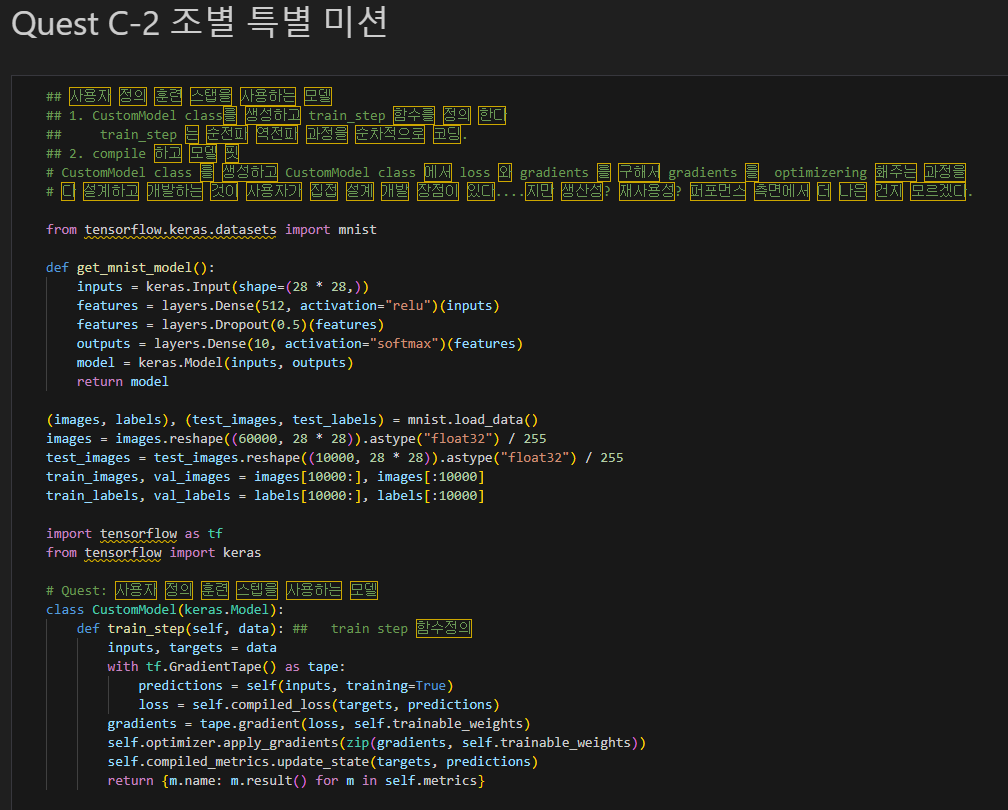 Quest C-2 조별 특별 미션
## 사용자 정의 훈련 스탭을 사용하는 모델
## 1. CustomModel class를 생성하고 train_step 함수를 정의 한다
##     train_step 는 순전파 역전파 과정을 순차적으로 코딩.
## 2. compile 하고 모델 핏
# CustomModel class 를 생성하고 CustomModel class 에서 loss 와 gradients 를 구해서 gradients 를  optimizering 홰주는 과정을
# 다 설계하고 개발하는 것이 사용자가 집접 설계 개발 장점이 있다....지만 생산성? 재사용성? 퍼포먼스 측면에서 더 나은 건지 모르겠다.
from tensorflow.keras.datasets import mnist
def get_mnist_model():
    inputs = keras.Input(shape=(28 * 28,))
    features = layers.Dense(512, activation="relu")(inputs)
    features = layers.Dropout(0.5)(features)
    outputs = layers.Dense(10, activation="softmax")(features)
    model = keras.Model(inputs, outputs)
    return model
(images, labels), (test_images, test_labels) = mnist.load_data()
images = images.reshape((60000, 28 * 28)).astype("float32") / 255
test_images = test_images.reshape((10000, 28 * 28)).astype("float32") / 255
train_images, val_images = images[10000:], images[:10000]
train_labels, val_labels = labels[10000:], labels[:10000]
import tensorflow as tf
from tensorflow import keras
# Quest: 사용자 정의 훈련 스텝을 사용하는 모델
class CustomModel(keras.Model):
    def train_step(self, data): ##   train step 함수정의
        inputs, targets = data
        with tf.GradientTape() as tape:
            predictions = self(inputs, training=True)
            loss = self.compiled_loss(targets, predictions)
        gradients = tape.gradient(loss, self.trainable_weights)
        self.optimizer.apply_gradients(zip(gradients, self.trainable_weights))
        self.compiled_metrics.update_state(targets, predictions)
        return {m.name: m.result() for m in self.metrics}